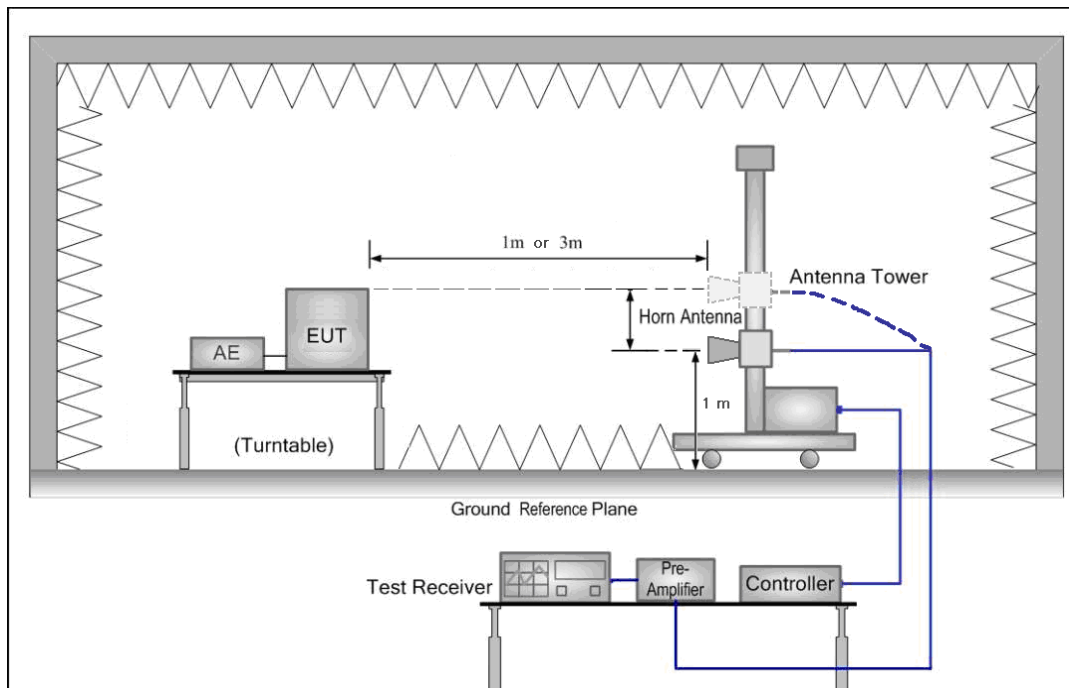 1m or 3m
Antenna Tower
Horn Antenna
EUT
AE
1 m
(Turntable)
Ground Reference Plane
Test Receiver
Pre-
Amplifier
Controller